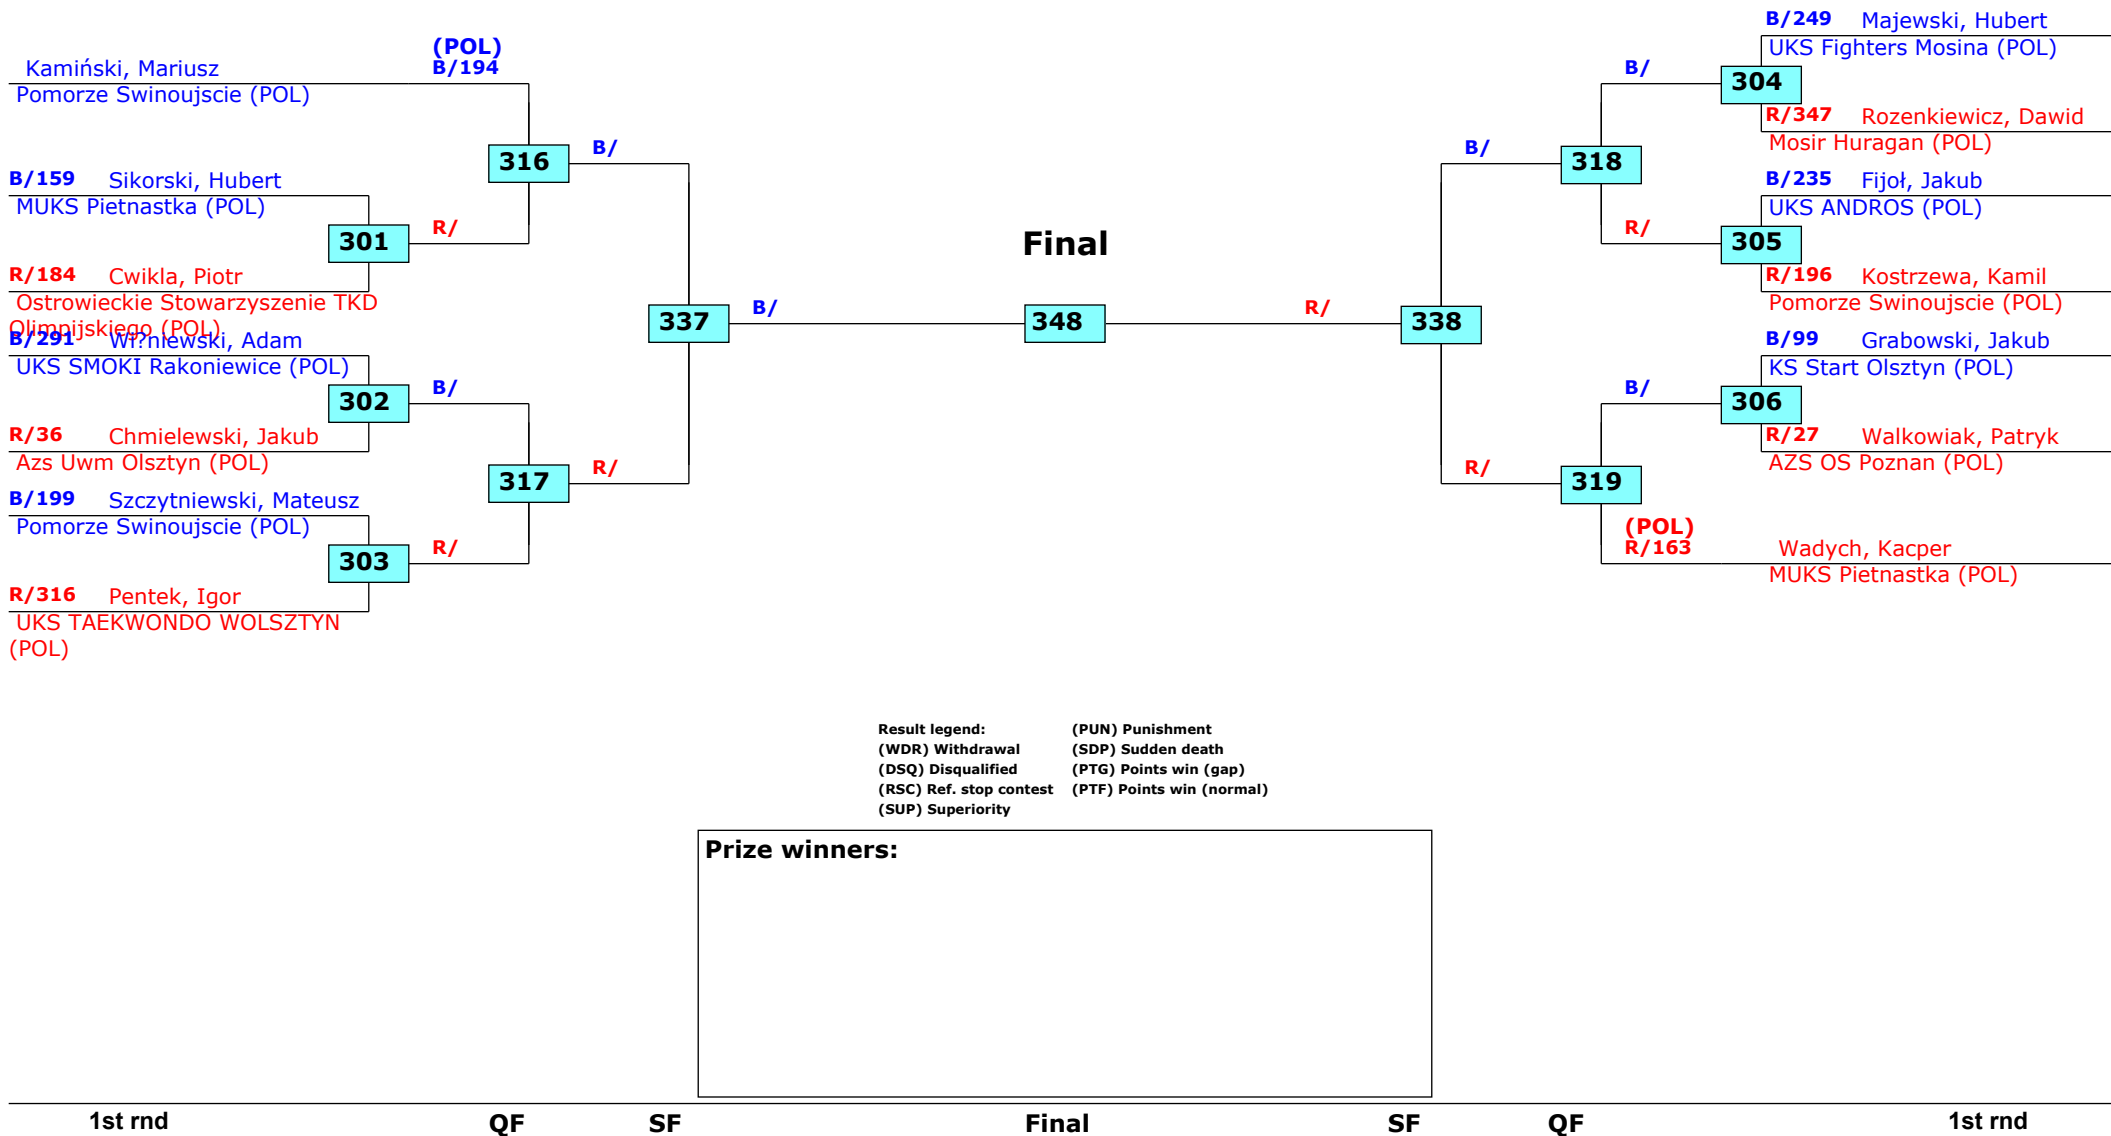 (POL)
Kamiński, Mariusz
B/194
Pomorze Swinoujscie (POL)
316
B/
B/159 Sikorski, Hubert
MUKS Pietnastka (POL)
301
R/
R/184 Cwikla, Piotr
Ostrowieckie Stowarzyszenie TKD
Olimpijskiego (POL)
337
B/
B/291 Wi?niewski, Adam
UKS SMOKI Rakoniewice (POL)
302
B/
R/36 Chmielewski, Jakub
Azs Uwm Olsztyn (POL)
317
R/
B/199 Szczytniewski, Mateusz
Pomorze Swinoujscie (POL)
303
R/
R/316 Pentek, Igor
UKS TAEKWONDO WOLSZTYN
(POL)
Final
348
B/249 Majewski, Hubert
UKS Fighters Mosina (POL)
B/
304
R/347 Rozenkiewicz, Dawid
Mosir Huragan (POL)
B/
318
B/235 Fijoł, Jakub
UKS ANDROS (POL)
R/
305
R/196 Kostrzewa, Kamil
Pomorze Swinoujscie (POL)
R/
338
B/99 Grabowski, Jakub
KS Start Olsztyn (POL)
B/
306
R/27 Walkowiak, Patryk
AZS OS Poznan (POL)
R/
319
(POL)
R/163
Wadych, Kacper
MUKS Pietnastka (POL)
Result legend: (PUN) Punishment
(WDR) Withdrawal (SDP) Sudden death
(DSQ) Disqualified (PTG) Points win (gap)
(RSC) Ref. stop contest (PTF) Points win (normal)
(SUP) Superiority
Prize winners:
1st rnd QF SF Final SF QF 1st rnd